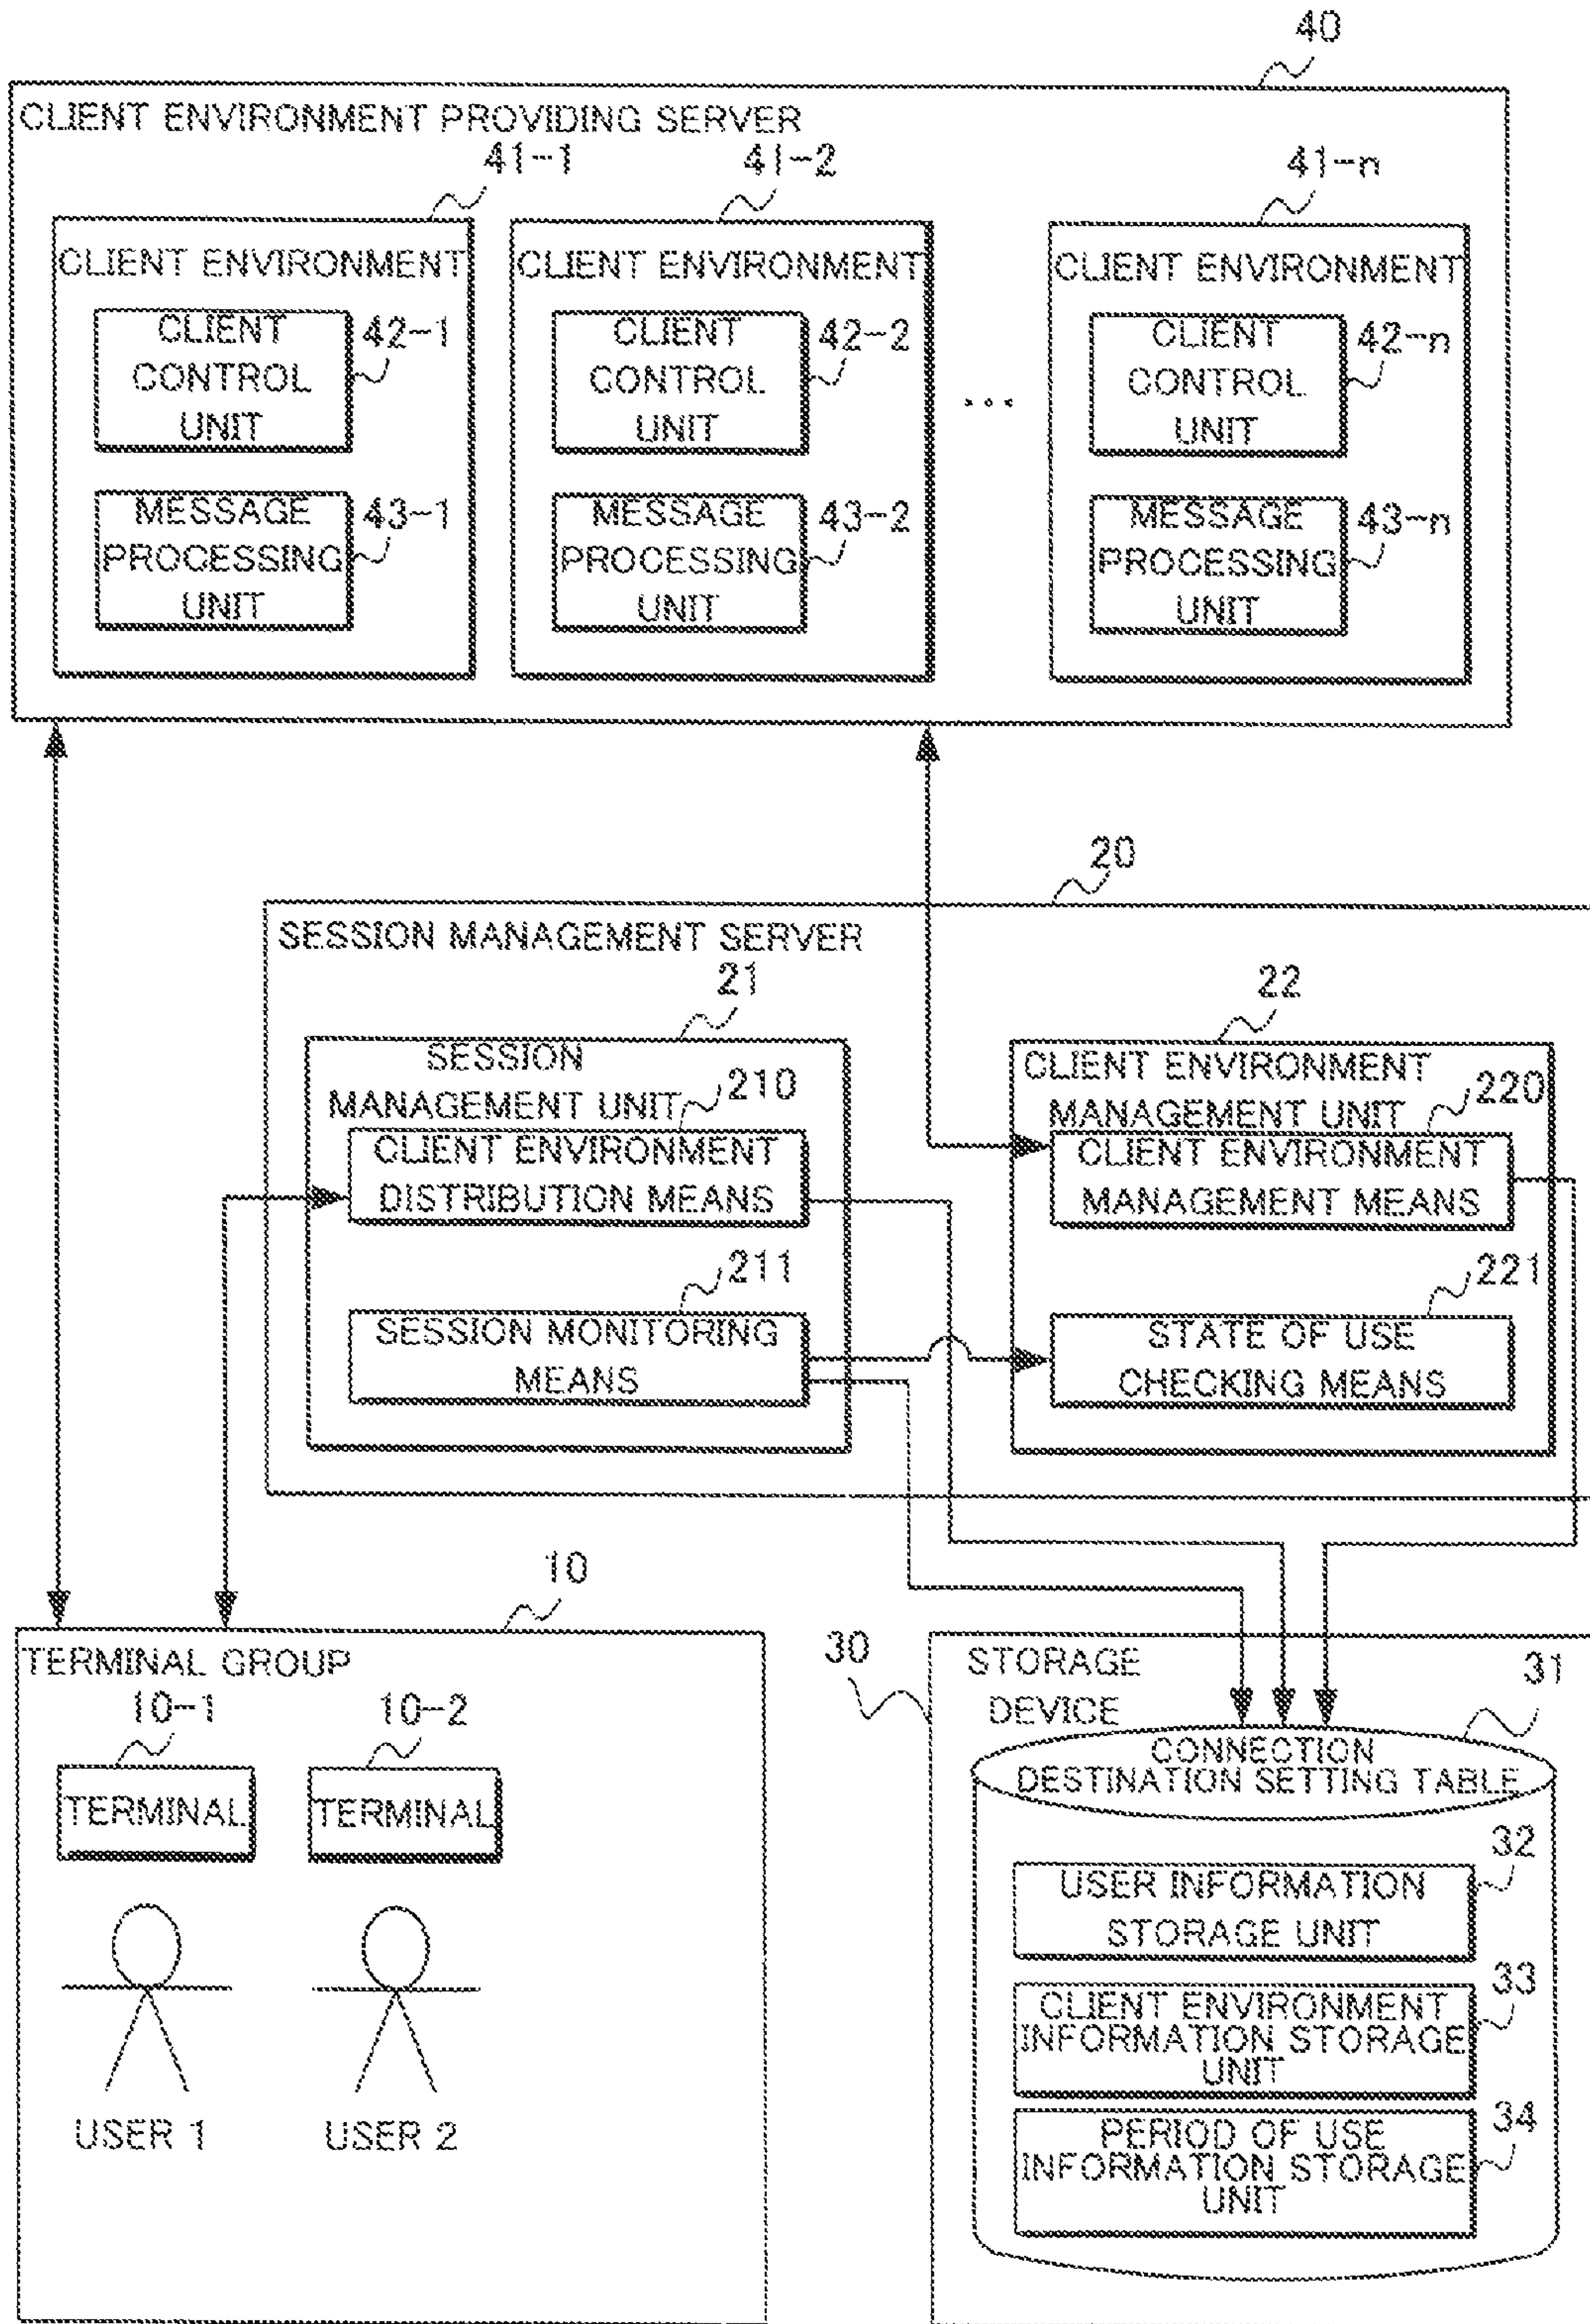 40
CLIENT ENVIRONMENT PROVIDING SERVER
41-1
41-2
41-n
CLIENT ENVIRONMENT
CLIENT CONTROL UNIT
42-1
MESSAGE PROCESSING UNIT
43-1
CLIENT ENVIRONMENT
CLIENT CONTROL UNIT
42-2
MESSAGE PROCESSING UNIT
43-2
...
CLIENT ENVIRONMENT
CLIENT CONTROL UNIT
42-n
MESSAGE PROCESSING UNIT
43-n
20
SESSION MANAGEMENT SERVER
21
SESSION
MANAGEMENT UNIT
210
CLIENT ENVIRONMENT
DISTRIBUTION MEANS
211
SESSION MONITORING
MEANS
22
CLIENT ENVIRONMENT
MANAGEMENT UNIT
220
CLIENT ENVIRONMENT
MANAGEMENT MEANS
221
STATE OF USE
CHECKING MEANS
10
TERMINAL GROUP
10-1
10-2
TERMINAL
TERMINAL
USER 1
USER 2
30
STORAGE
DEVICE
31
CONNECTION
DESTINATION SETTING TABLE
32
USER INFORMATION
STORAGE UNIT
33
CLIENT ENVIRONMENT
INFORMATION STORAGE
UNIT
34
PERIOD OF USE
INFORMATION STORAGE
UNIT